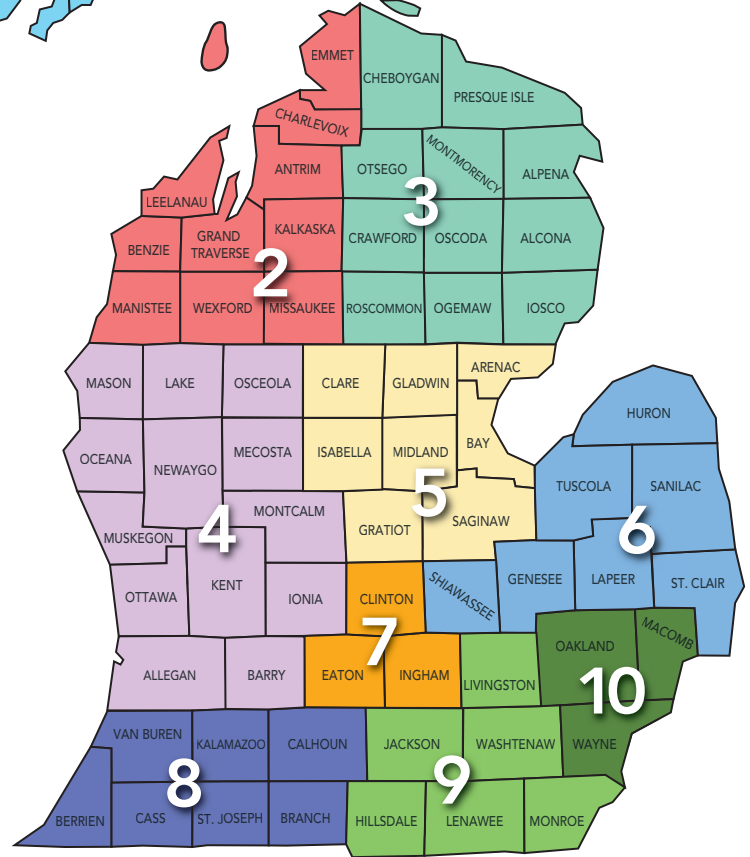 EMMET
CHEBOYGAN
PRESQUE ISLE
CHARLEVOIX
ANTRIM
OTSEGO
MONTMORENCY
ALPENA
LEELANAU
3
BENZIE
GRAND
TRAVERSE
KALKASKA
CRAWFORD
OSCODA
ALCONA
2
MANISTEE
WEXFORD
MISSAUKEE
ROSCOMMON
OGEMAW
IOSCO
MASON
LAKE
OSCEOLA
CLARE
GLADWIN
ARENAC
HURON
OCEANA
NEWAYGO
MECOSTA
ISABELLA
MIDLAND
BAY
TUSCOLA
SANILAC
5
MONTCALM
MUSKEGON
4
GRATIOT
SAGINAW
6
OTTAWA
KENT
IONIA
CLINTON
SHIAWASSEE
GENESEE
LAPEER
ST. CLAIR
7
OAKLAND
MACOMB
ALLEGAN
BARRY
EATON
INGHAM
LIVINGSTON
10
VAN BUREN
KALAMAZOO
CALHOUN
JACKSON
WASHTENAW
WAYNE
8
9
BERRIEN
CASS
ST. JOSEPH
BRANCH
HILLSDALE
LENAWEE
MONROE